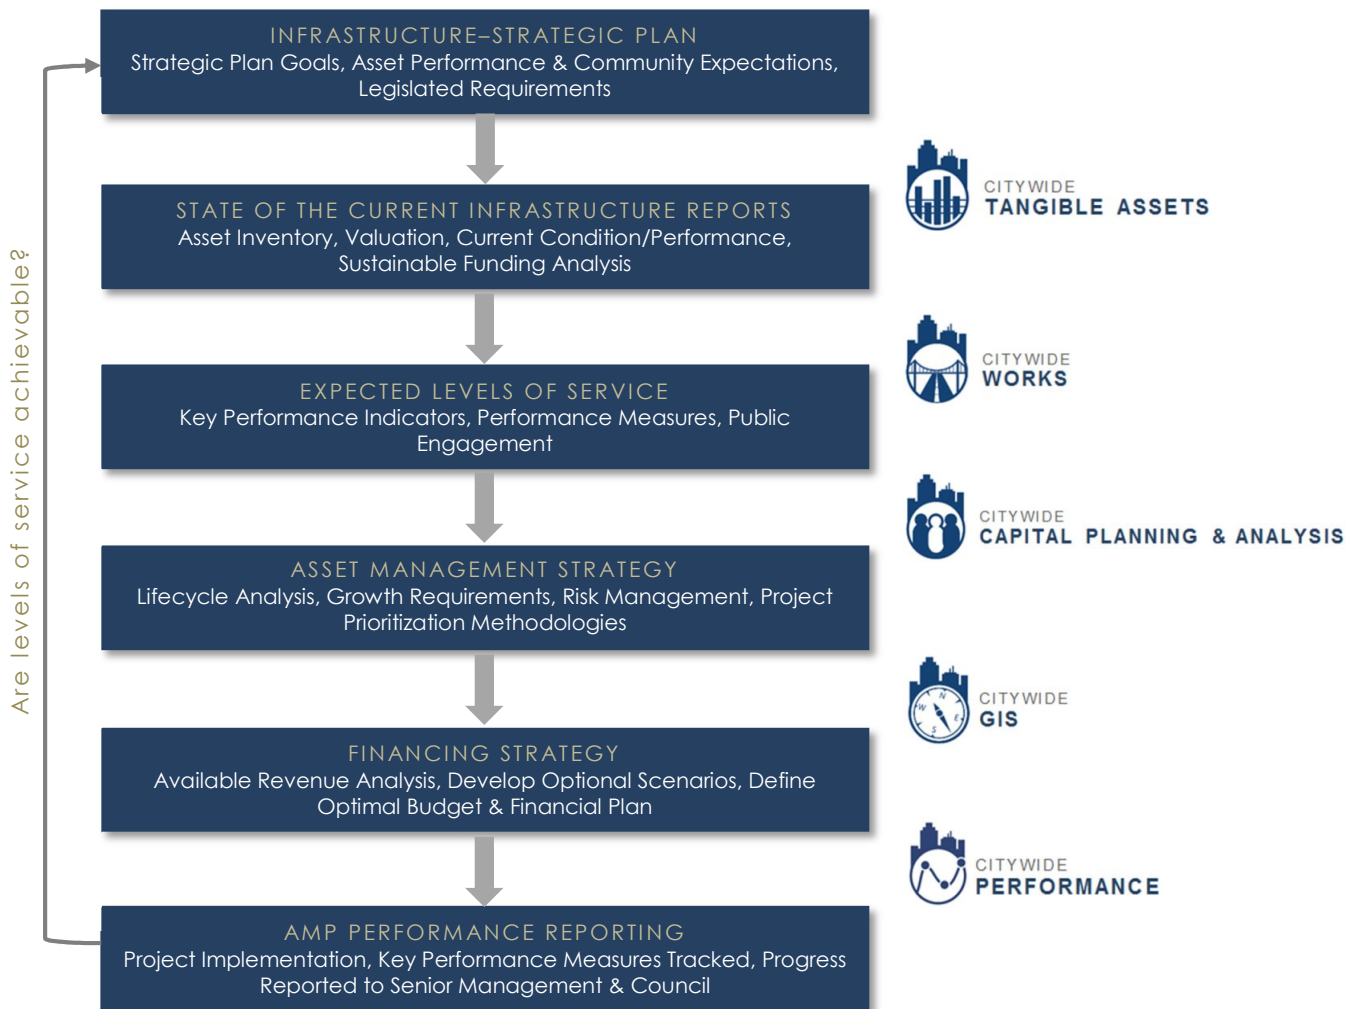 INFRASTRUCTURE–STRATEGIC PLAN
Strategic Plan Goals, Asset Performance & Community Expectations,
Legislated Requirements
STATE OF THE CURRENT INFRASTRUCTURE REPORTS
Asset Inventory, Valuation, Current Condition/Performance,
Sustainable Funding Analysis
EXPECTED LEVELS OF SERVICE
Key Performance Indicators, Performance Measures, Public
Engagement
ASSET MANAGEMENT STRATEGY
Lifecycle Analysis, Growth Requirements, Risk Management, Project
Prioritization Methodologies
FINANCING STRATEGY
Available Revenue Analysis, Develop Optional Scenarios, Define
Optimal Budget & Financial Plan
AMP PERFORMANCE REPORTING
Project Implementation, Key Performance Measures Tracked, Progress
Reported to Senior Management & Council
Are levels of service achievable?
CITYWIDE
TANGIBLE ASSETS
CITYWIDE
WORKS
CITYWIDE
CAPITAL PLANNING & ANALYSIS
N
W E
S
CITYWIDE
GIS
CITYWIDE
PERFORMANCE